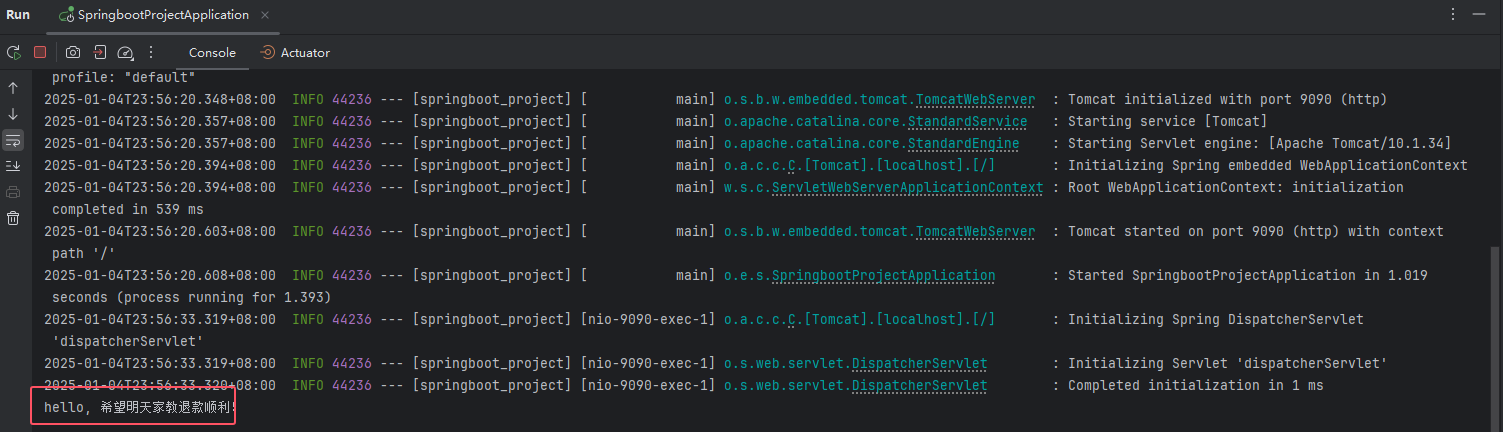 Run SpringbootProjectApplication
Console Actuator
profile: "default"
2025-01-04T23:56:20.348+08:00 INFO 44236 --- [springboot_project] [ main] o.s.b.w.embedded.tomcat.TomcatWebServer : Tomcat initialized with port 9090 (http)
2025-01-04T23:56:20.357+08:00 INFO 44236 --- [springboot_project] [ main] o.apache.catalina.core.StandardService : Starting service [Tomcat]
2025-01-04T23:56:20.357+08:00 INFO 44236 --- [springboot_project] [ main] o.apache.catalina.core.StandardEngine : Starting Servlet engine: [Apache Tomcat/10.1.34]
2025-01-04T23:56:20.394+08:00 INFO 44236 --- [springboot_project] [ main] o.a.c.c.C.[Tomcat].[localhost].[/] : Initializing Spring embedded WebApplicationContext
2025-01-04T23:56:20.394+08:00 INFO 44236 --- [springboot_project] [ main] w.s.c.ServletWebServerApplicationContext : Root WebApplicationContext: initialization
completed in 539 ms
2025-01-04T23:56:20.603+08:00 INFO 44236 --- [springboot_project] [ main] o.s.b.w.embedded.tomcat.TomcatWebServer : Tomcat started on port 9090 (http) with context
path '/'
2025-01-04T23:56:20.608+08:00 INFO 44236 --- [springboot_project] [ main] o.e.s.SpringbootProjectApplication : Started SpringbootProjectApplication in 1.019
seconds (process running for 1.393)
2025-01-04T23:56:33.319+08:00 INFO 44236 --- [springboot_project] [nio-9090-exec-1] o.a.c.c.C.[Tomcat].[localhost].[/] : Initializing Spring DispatcherServlet
'dispatcherServlet'
2025-01-04T23:56:33.319+08:00 INFO 44236 --- [springboot_project] [nio-9090-exec-1] o.s.web.servlet.DispatcherServlet : Initializing Servlet 'dispatcherServlet'
2025-01-04T23:56:33.320+08:00 INFO 44236 --- [springboot_project] [nio-9090-exec-1] o.s.web.servlet.DispatcherServlet : Completed initialization in 1 ms
hello, 希望明天家教退款顺利!